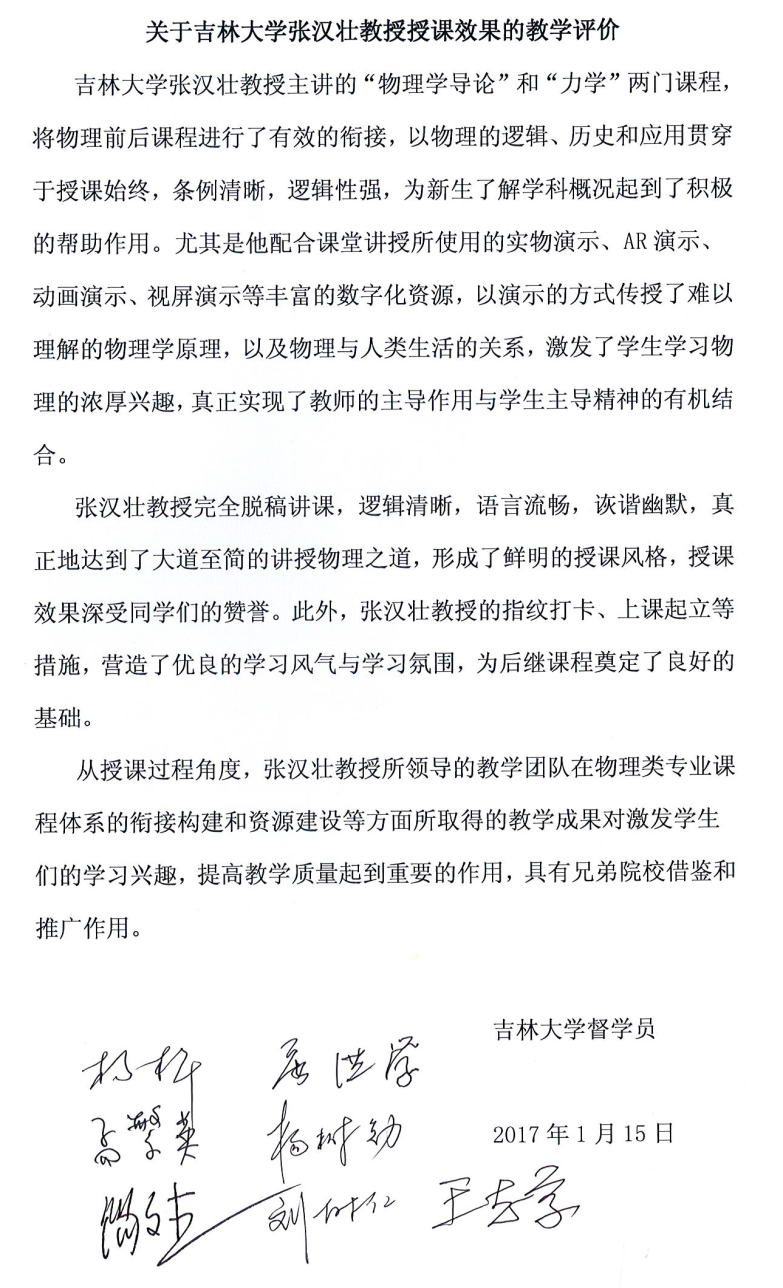 关于吉林大学张汉壮教授授课效果的教学评价
吉林大学张汉壮教授主讲的“物理学导论”和“力学”两门课程，
将物理前后课程进行了有效的衔接，以物理的逻辑、历史和应用贯穿
于授课始终，条例清晰，逻辑性强，为新生了解学科概况起到了积极
的帮助作用。尤其是他配合课堂讲授所使用的实物演示、AR 演示、
动画演示、视屏演示等丰富的数字化资源，以演示的方式传授了难以
理解的物理学原理，以及物理与人类生活的关系，激发了学生学习物
理的浓厚兴趣，真正实现了教师的主导作用与学生主导精神的有机结
合。
张汉壮教授完全脱稿讲课，逻辑清晰，语言流畅，诙谐幽默，真
正地达到了大道至简的讲授物理之道，形成了鲜明的授课风格，授课
效果深受同学们的赞誉。此外，张汉壮教授的指纹打卡、上课起立等
措施，营造了优良的学习风气与学习氛围，为后继课程奠定了良好的
基础。
从授课过程角度，张汉壮教授所领导的教学团队在物理类专业课
程体系的衔接构建和资源建设等方面所取得的教学成果对激发学生
们的学习兴趣，提高教学质量起到重要的作用，具有兄弟院校借鉴和
推广作用。
吉林大学督学员
2017 年 1 月 15 日